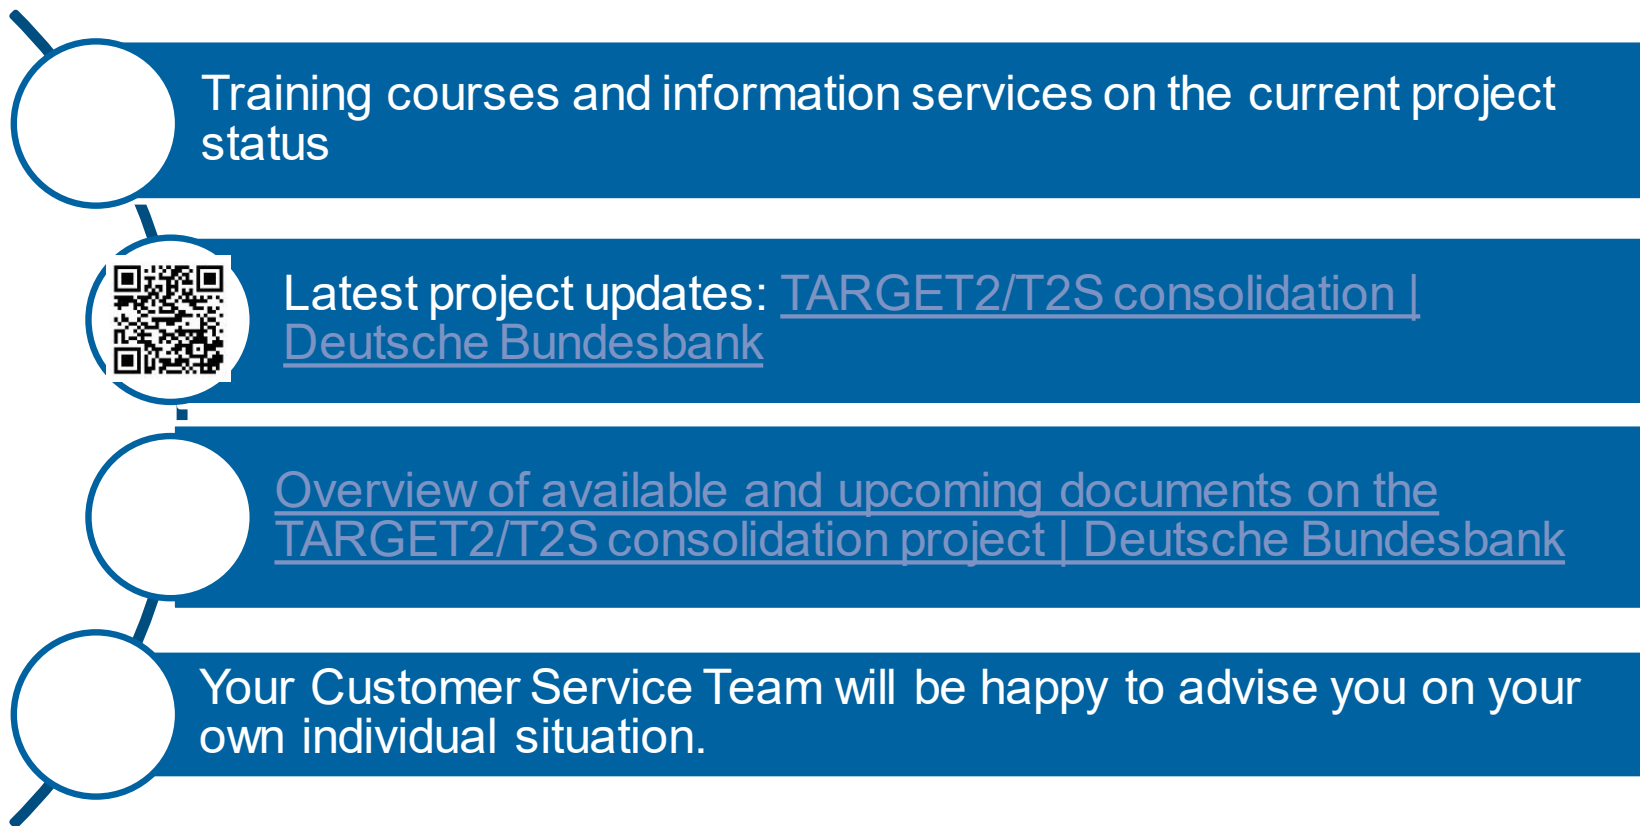 Training courses and information services on the current project
status
Latest project updates: TARGET2/T2S consolidation |
Deutsche Bundesbank
Overview of available and upcoming documents on the
TARGET2/T2S consolidation project | Deutsche Bundesbank
Your Customer Service Team will be happy to advise you on your
own individual situation.